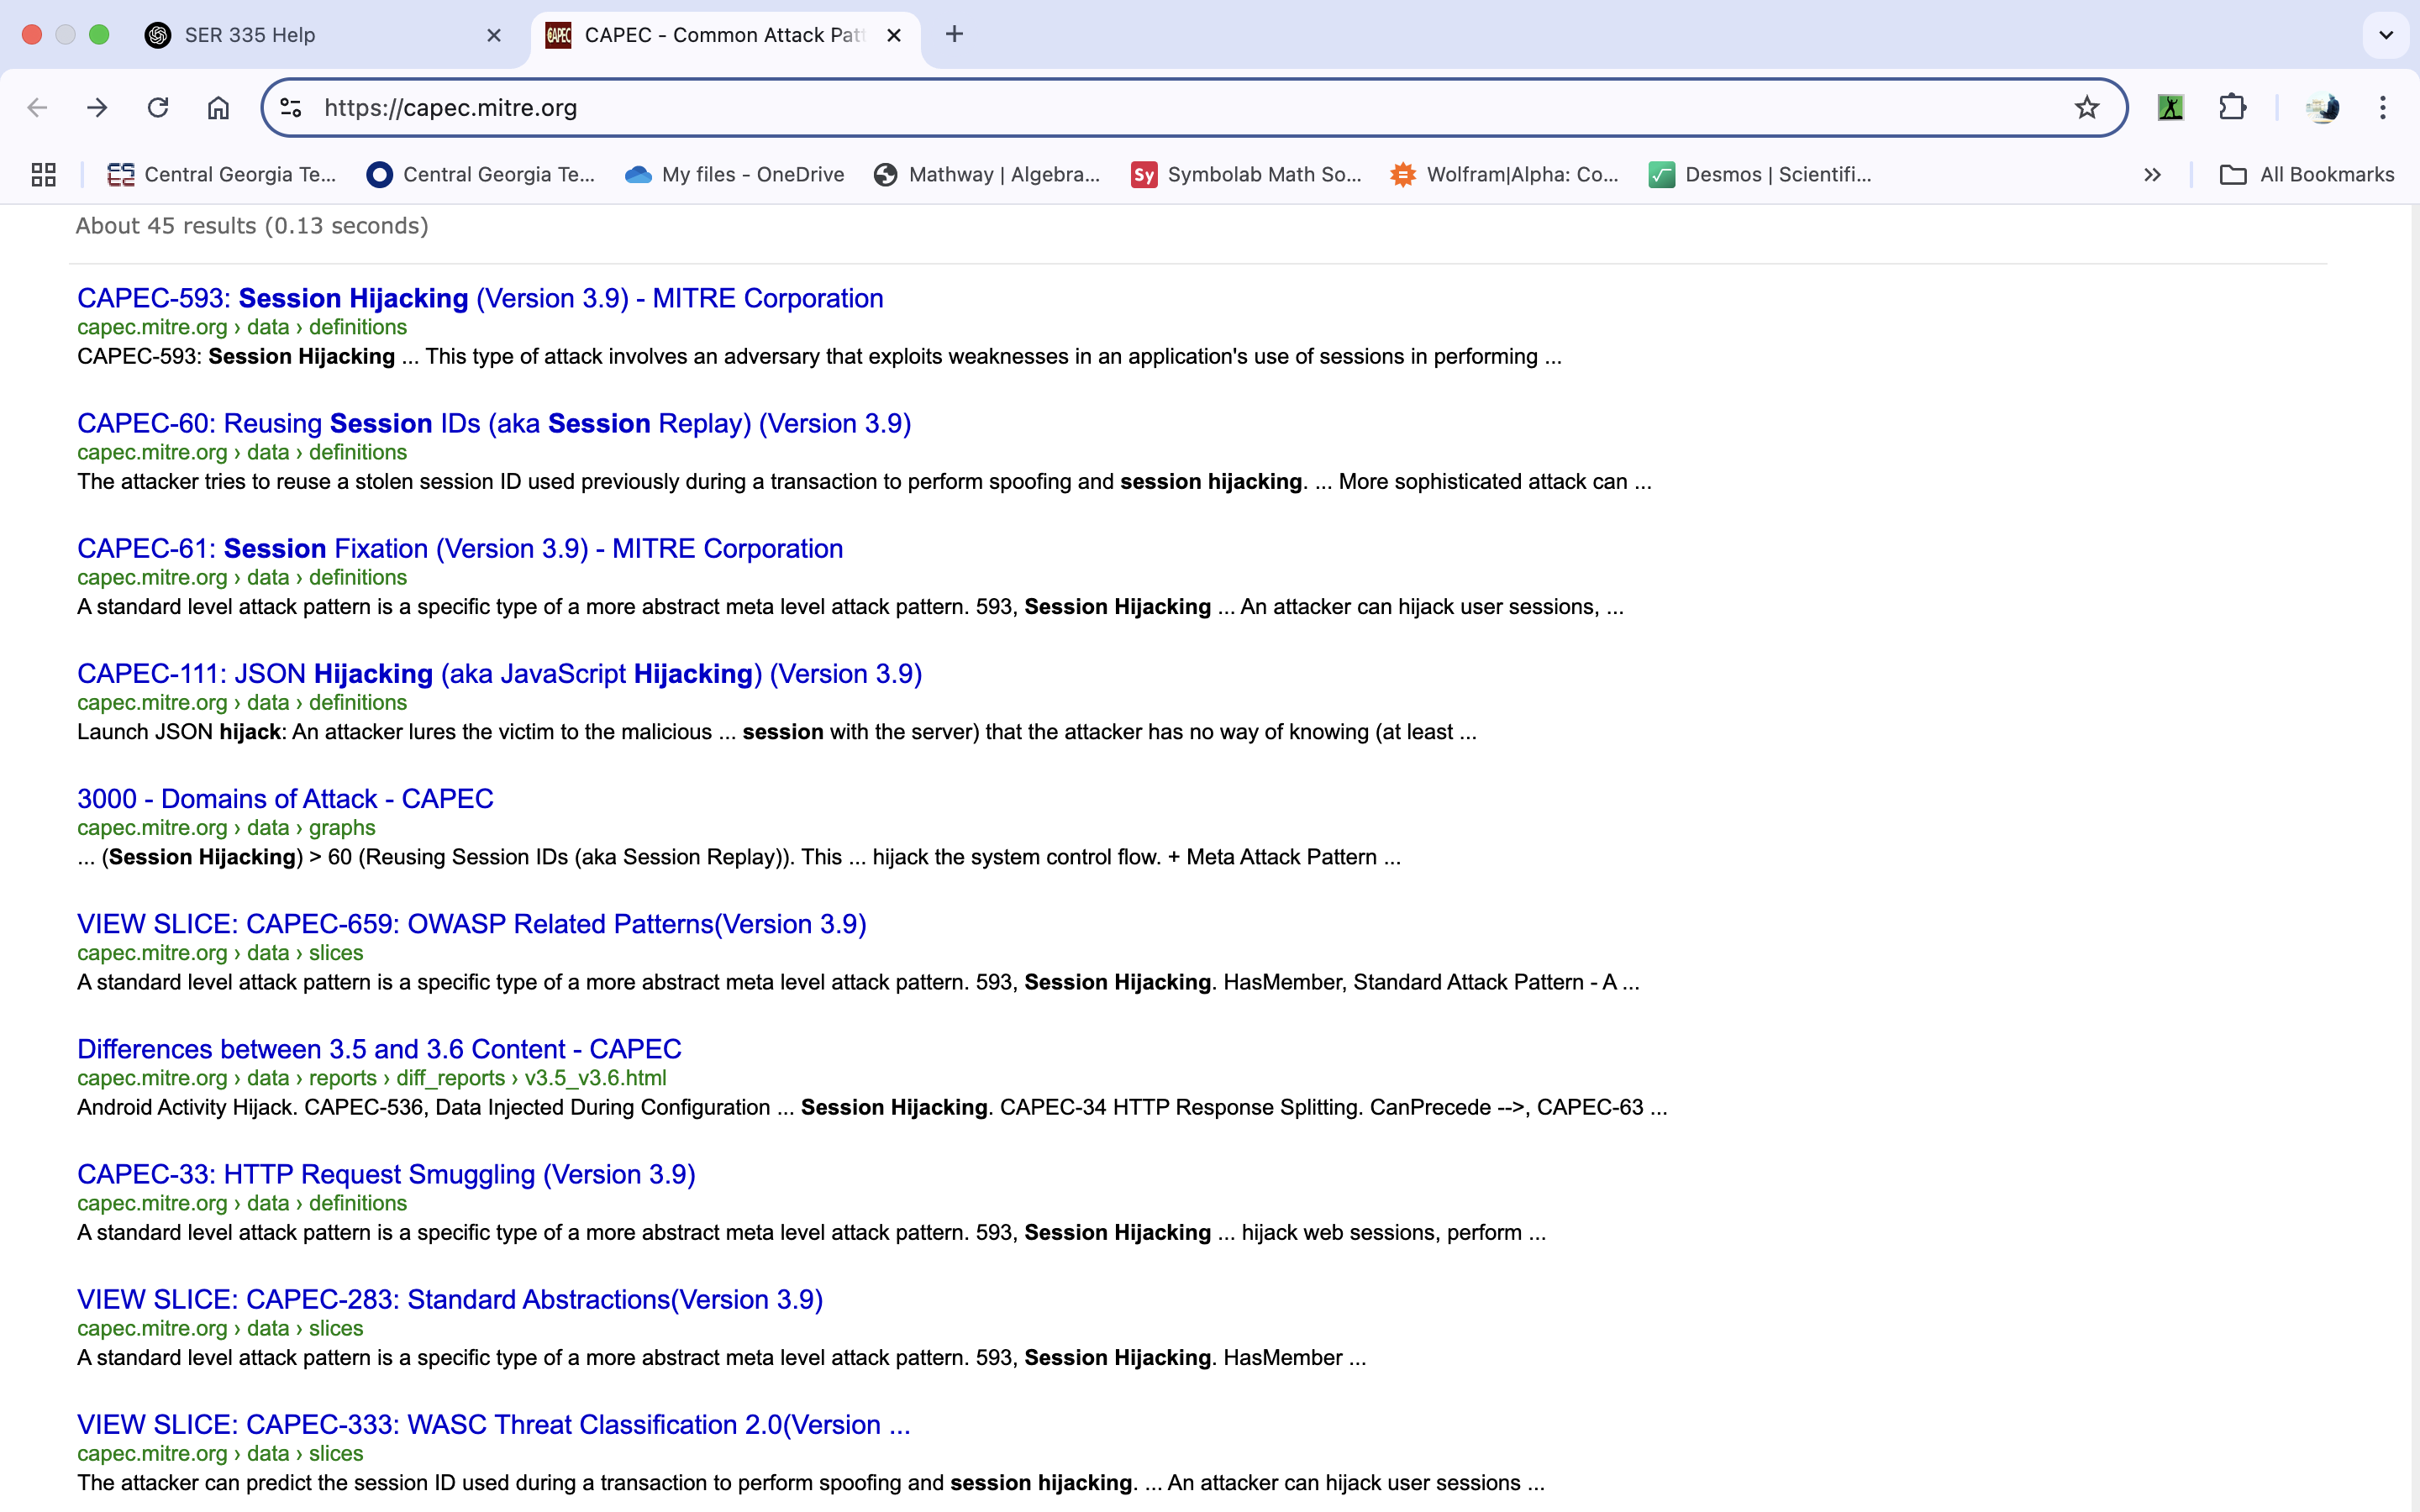 SER 335 Help
CAPEC - Common Attack Pat
https://capec.mitre.org
Central Georgia Te...
Central Georgia Te...
My files - OneDrive
Mathway | Algebra...
Sy
Symbolab Math So...
Wolfram|Alpha: Co...
Desmos | Scientifi...
All Bookmarks
About 45 results (0.13 seconds)
CAPEC-593: Session Hijacking (Version 3.9) - MITRE Corporation
capec.mitre.org › data › definitions
CAPEC-593: Session Hijacking ... This type of attack involves an adversary that exploits weaknesses in an application's use of sessions in performing ...
CAPEC-60: Reusing Session IDs (aka Session Replay) (Version 3.9)
capec.mitre.org › data › definitions
The attacker tries to reuse a stolen session ID used previously during a transaction to perform spoofing and session hijacking. ... More sophisticated attack can ...
CAPEC-61: Session Fixation (Version 3.9) - MITRE Corporation
capec.mitre.org › data › definitions
A standard level attack pattern is a specific type of a more abstract meta level attack pattern. 593, Session Hijacking ... An attacker can hijack user sessions, ...
CAPEC-111: JSON Hijacking (aka JavaScript Hijacking) (Version 3.9)
capec.mitre.org › data › definitions
Launch JSON hijack: An attacker lures the victim to the malicious ... session with the server) that the attacker has no way of knowing (at least ...
3000 - Domains of Attack - CAPEC
capec.mitre.org › data › graphs
... (Session Hijacking) > 60 (Reusing Session IDs (aka Session Replay)). This ... hijack the system control flow. + Meta Attack Pattern ...
VIEW SLICE: CAPEC-659: OWASP Related Patterns(Version 3.9)
capec.mitre.org › data › slices
A standard level attack pattern is a specific type of a more abstract meta level attack pattern. 593, Session Hijacking. HasMember, Standard Attack Pattern - A ...
Differences between 3.5 and 3.6 Content - CAPEC
capec.mitre.org › data › reports › diff_reports › v3.5_v3.6.html
Android Activity Hijack. CAPEC-536, Data Injected During Configuration ... Session Hijacking. CAPEC-34 HTTP Response Splitting. CanPrecede -->, CAPEC-63 ...
CAPEC-33: HTTP Request Smuggling (Version 3.9)
capec.mitre.org › data › definitions
A standard level attack pattern is a specific type of a more abstract meta level attack pattern. 593, Session Hijacking ... hijack web sessions, perform ...
VIEW SLICE: CAPEC-283: Standard Abstractions(Version 3.9)
capec.mitre.org › data › slices
A standard level attack pattern is a specific type of a more abstract meta level attack pattern. 593, Session Hijacking. HasMember ...
VIEW SLICE: CAPEC-333: WASC Threat Classification 2.0(Version ...
capec.mitre.org › data › slices
The attacker can predict the session ID used during a transaction to perform spoofing and session hijacking. ... An attacker can hijack user sessions ...